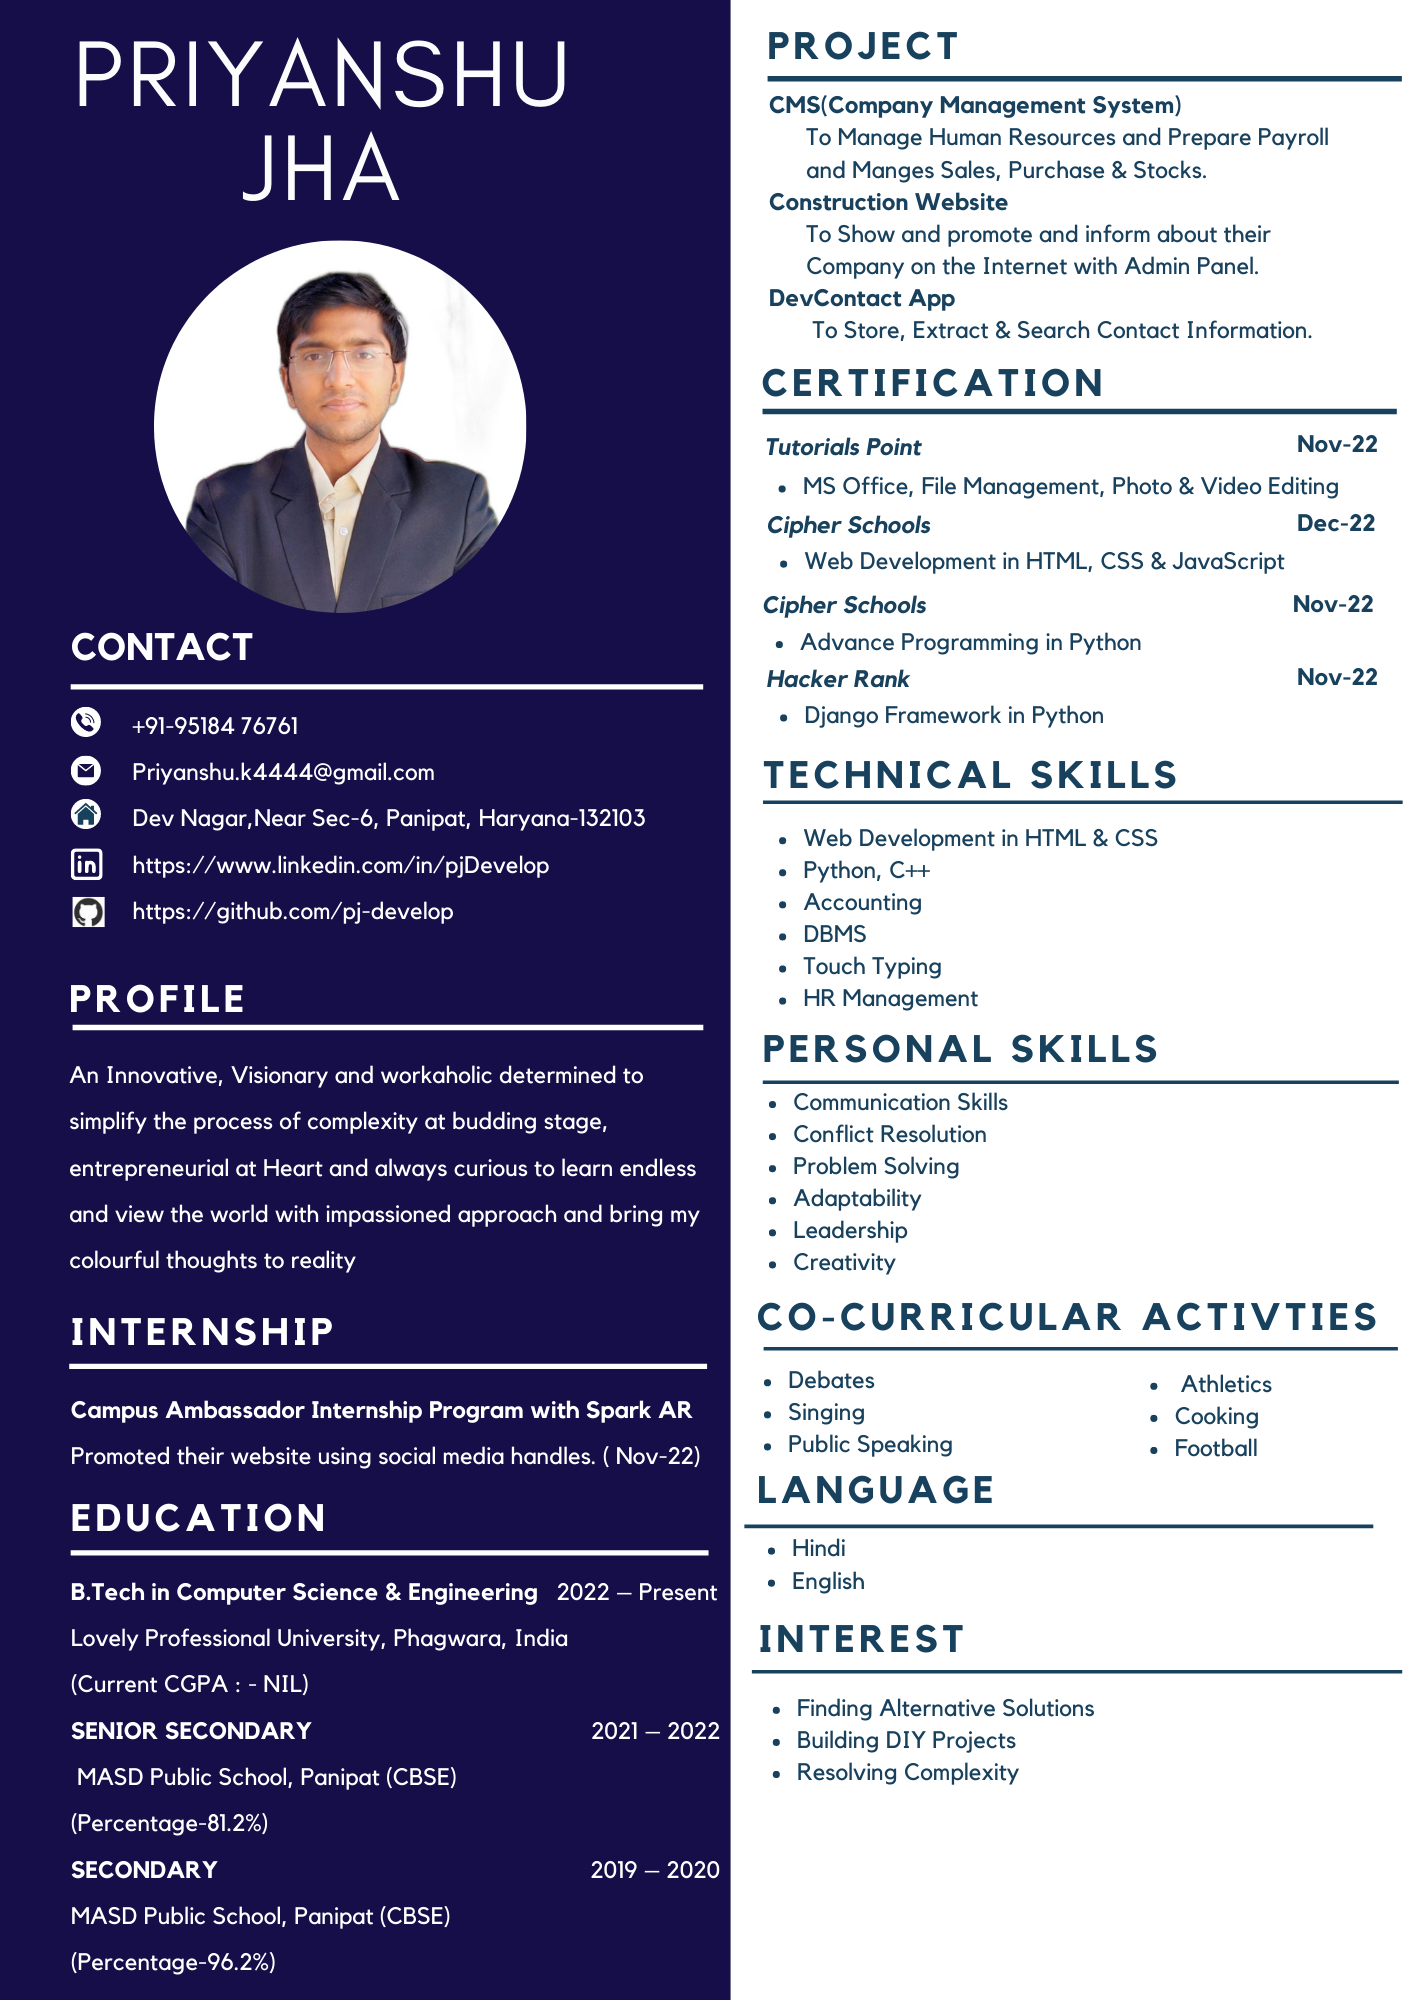 PRIYANSHU
JHA
CONTACT
+91-95184 76761
Priyanshu.k4444@gmail.com
Dev Nagar,Near Sec-6, Panipat, Haryana-132103
in
https://www.linkedin.com/in/pjDevelop
https://github.com/pj-develop
PROFILE
An Innovative, Visionary and workaholic determined to
simplify the process of complexity at budding stage,
entrepreneurial at Heart and always curious to learn endless
and view the world with impassioned approach and bring my
colourful thoughts to reality
INTERNSHIP
Campus Ambassador Internship Program with Spark AR
Promoted their website using social media handles. ( Nov-22)
EDUCATION
B.Tech in Computer Science & Engineering 2022 – Present
Lovely Professional University, Phagwara, India
(Current CGPA : - NIL)
SENIOR SECONDARY 2021 – 2022
MASD Public School, Panipat (CBSE)
(Percentage-81.2%)
SECONDARY 2019 – 2020
MASD Public School, Panipat (CBSE)
(Percentage-96.2%)
PROJECT
CMS(Company Management System)
To Manage Human Resources and Prepare Payroll
and Manges Sales, Purchase & Stocks.
Construction Website
To Show and promote and inform about their
Company on the Internet with Admin Panel.
DevContact App
To Store, Extract & Search Contact Information.
CERTIFICATION
Tutorials Point Nov-22
• MS Office, File Management, Photo & Video Editing
Cipher Schools Dec-22
• Web Development in HTML, CSS & JavaScript
Cipher Schools Nov-22
• Advance Programming in Python
Hacker Rank Nov-22
• Django Framework in Python
TECHNICAL SKILLS
• Web Development in HTML & CSS
• Python, C++
• Accounting
• DBMS
• Touch Typing
• HR Management
PERSONAL SKILLS
• Communication Skills
• Conflict Resolution
• Problem Solving
• Adaptability
• Leadership
• Creativity
CO-CURRICULAR ACTIVTIES
• Debates
• Singing
• Public Speaking
• Athletics
• Cooking
• Football
LANGUAGE
• Hindi
• English
INTEREST
• Finding Alternative Solutions
• Building DIY Projects
• Resolving Complexity